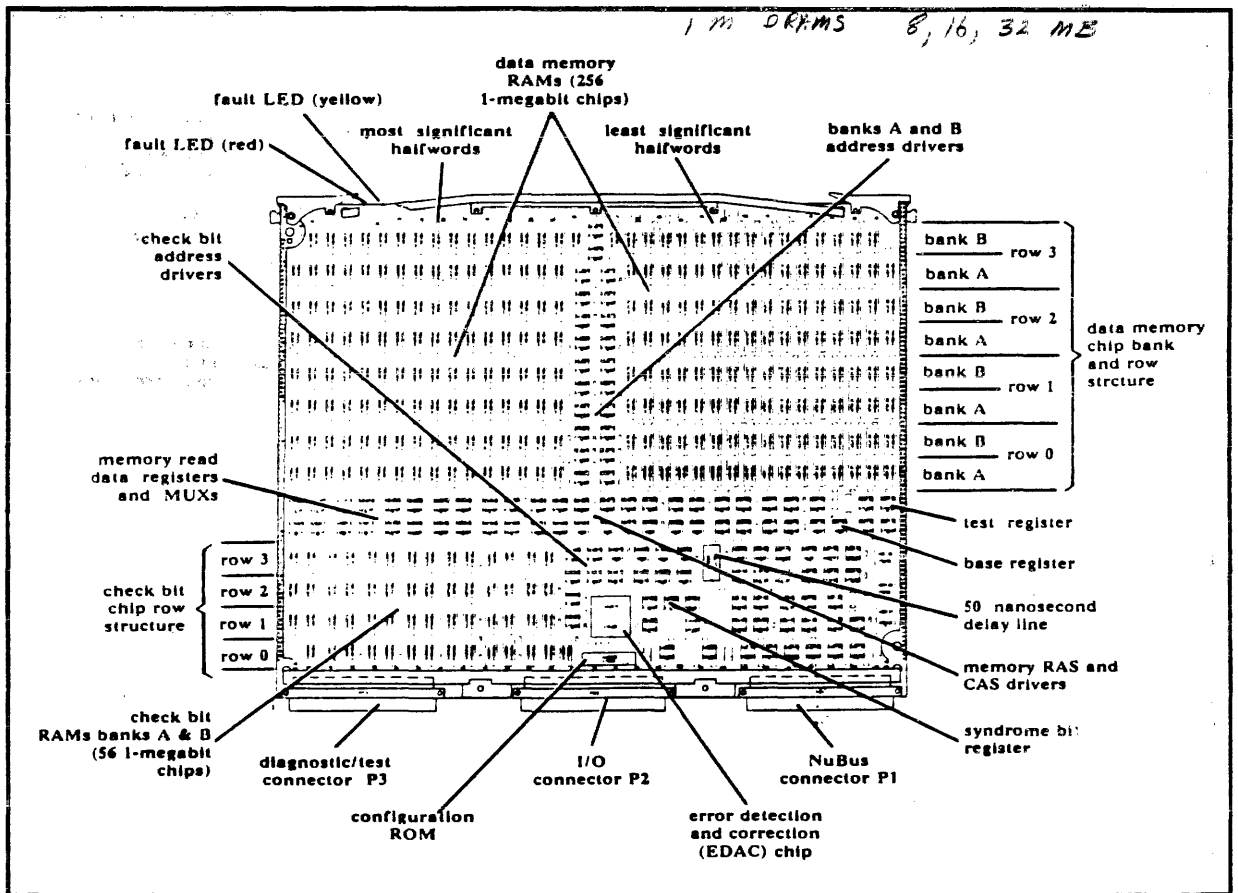 1 M DRAMS 8, 16, 32 MB
data memory
RAMs (256
1-megabit chips)
fault LED (yellow)
fault LED (red)
most significant
halfwords
least significant
halfwords
banks A and B
address drivers
check bit
address
drivers
bank B
row 3
bank A
bank B
row 2
bank A
bank B
row 1
bank A
bank B
row 0
bank A
data memory
chip bank
and row
strcture
memory read
data registers
and MUXs
test register
base register
row 3
row 2
row 1
row 0
check bit
chip row
structure
50 nanosecond
delay line
memory RAS and
CAS drivers
syndrome bit
register
check bit
RAMs banks A & B
(56 1-megabit
chips)
diagnostic/test
connector P3
I/O
connector P2
NuBus
connector P1
configuration
ROM
error detection
and correction
(EDAC) chip